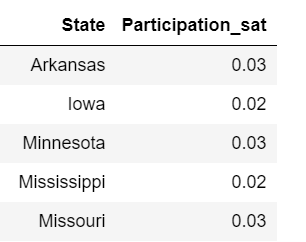 State Participation_sat
Arkansas 0.03
Iowa 0.02
Minnesota 0.03
Mississippi 0.02
Missouri 0.03